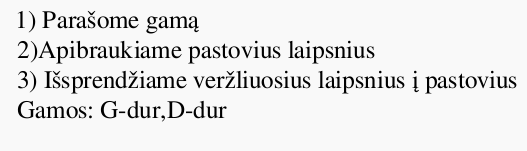 1) Parašome gamą
2)Apibraukiame pastovius laipsnius
3) Išsprendžiame veržliuosius laipsnius į pastovius
Gamos: G-dur,D-dur